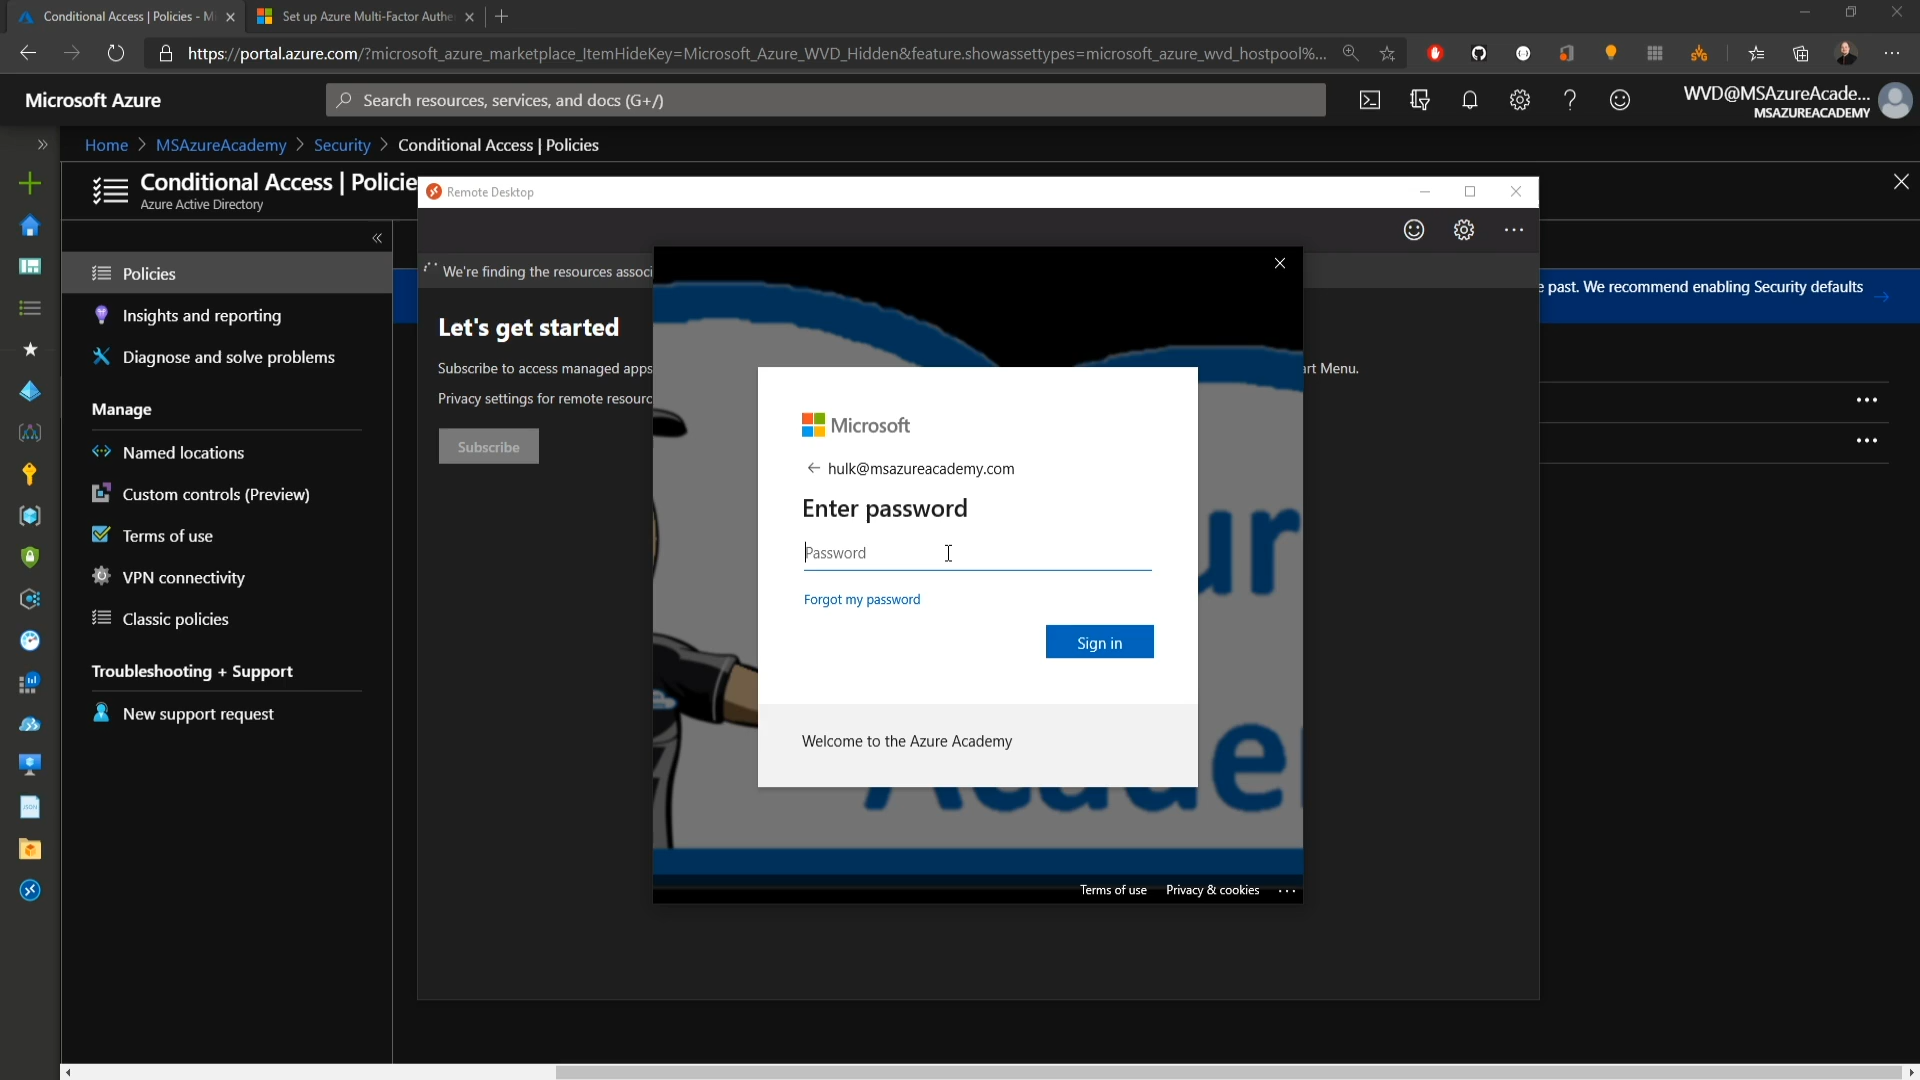 Conditional Access | Policies - M
Set up Azure Multi-Factor Authe
https://portal.azure.com/?microsoft_azure_marketplace_ItemHideKey=Microsoft_Azure_WVD_Hidden&feature.showassettypes=microsoft_azure_wvd_hostpool%...
Microsoft Azure
Search resources, services, and docs (G+/)
WVD@MSAzureAcade...
MSAZUREACADEMY
Home > MSAzureAcademy > Security > Conditional Access | Policies
Conditional Access | Policie
Azure Active Directory
Remote Desktop
Policies
We're finding the resources associ
e past. We recommend enabling Security defaults
Insights and reporting
Let's get started
Diagnose and solve problems
Subscribe to access managed apps
rt Menu.
Privacy settings for remote resourc
Manage
Subscribe
Microsoft
Named locations
hulk@msazureacademy.com
Custom controls (Preview)
Enter password
Terms of use
Password
VPN connectivity
Forgot my password
Classic policies
Sign in
Troubleshooting + Support
New support request
Welcome to the Azure Academy
ur
Academ
Terms of use
Privacy & cookies
JSON